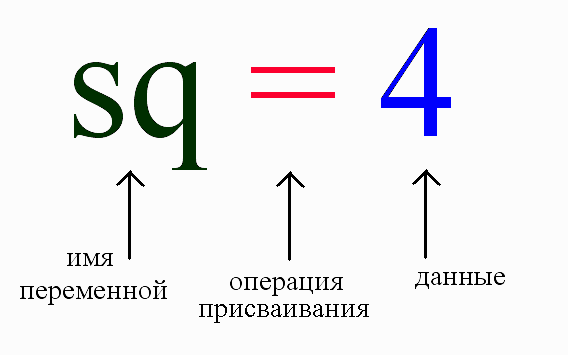 sq = 4
имя
переменной
операция
присваивания
данные